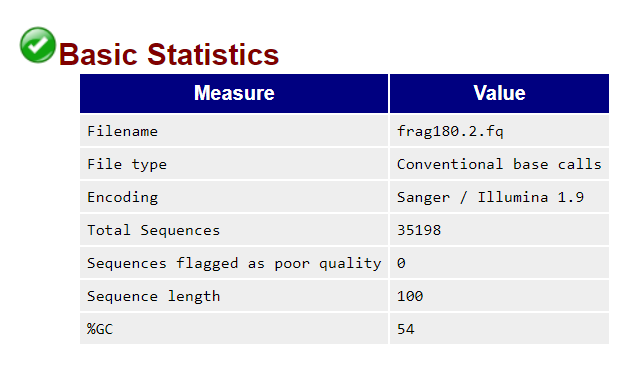 Basic Statistics
Measure Value
Filename frag180.2.fq
File type Conventional base calls
Encoding Sanger / Illumina 1.9
Total Sequences 35198
Sequences flagged as poor quality 0
Sequence length 100
%GC 54